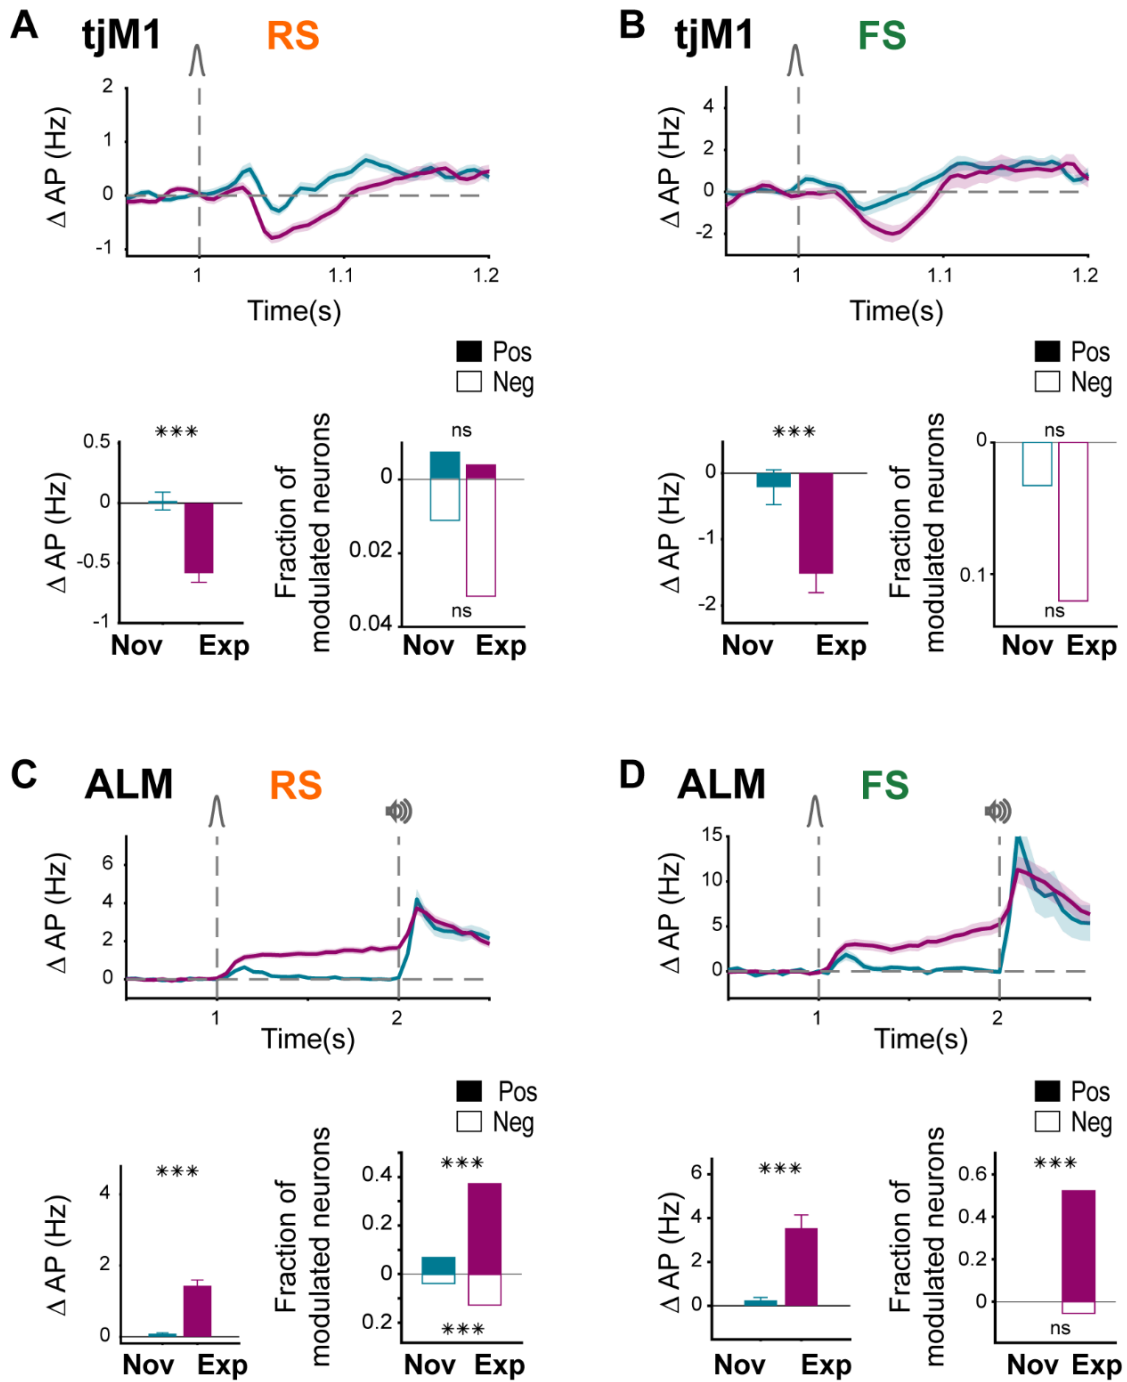 A tjM1 RS
Δ AP (Hz)
2
1
0
-1
1 1.1 1.2
Time(s)
Pos
Neg
Δ AP (Hz)
0.5
0
-0.5
-1
***
Nov Exp
Fraction of
modulated neurons
ns
0
0.02
0.04
ns
Nov Exp
B tjM1 FS
Δ AP (Hz)
4
2
0
-2
1 1.1 1.2
Time(s)
Pos
Neg
Δ AP (Hz)
0
-1
-2
***
Nov Exp
Fraction of
modulated neurons
ns
0
0.1
ns
Nov Exp
C ALM RS
Δ AP (Hz)
6
4
2
0
1 2
Time(s)
Pos
Neg
Δ AP (Hz)
4
2
0
***
Nov Exp
Fraction of
modulated neurons
***
0.4
0.2
0
0.2
***
Nov Exp
D ALM FS
Δ AP (Hz)
15
10
5
0
1 2
Time(s)
Pos
Neg
Δ AP (Hz)
6
4
2
0
***
Nov Exp
Fraction of
modulated neurons
***
0.6
0.4
0.2
0
ns
Nov Exp